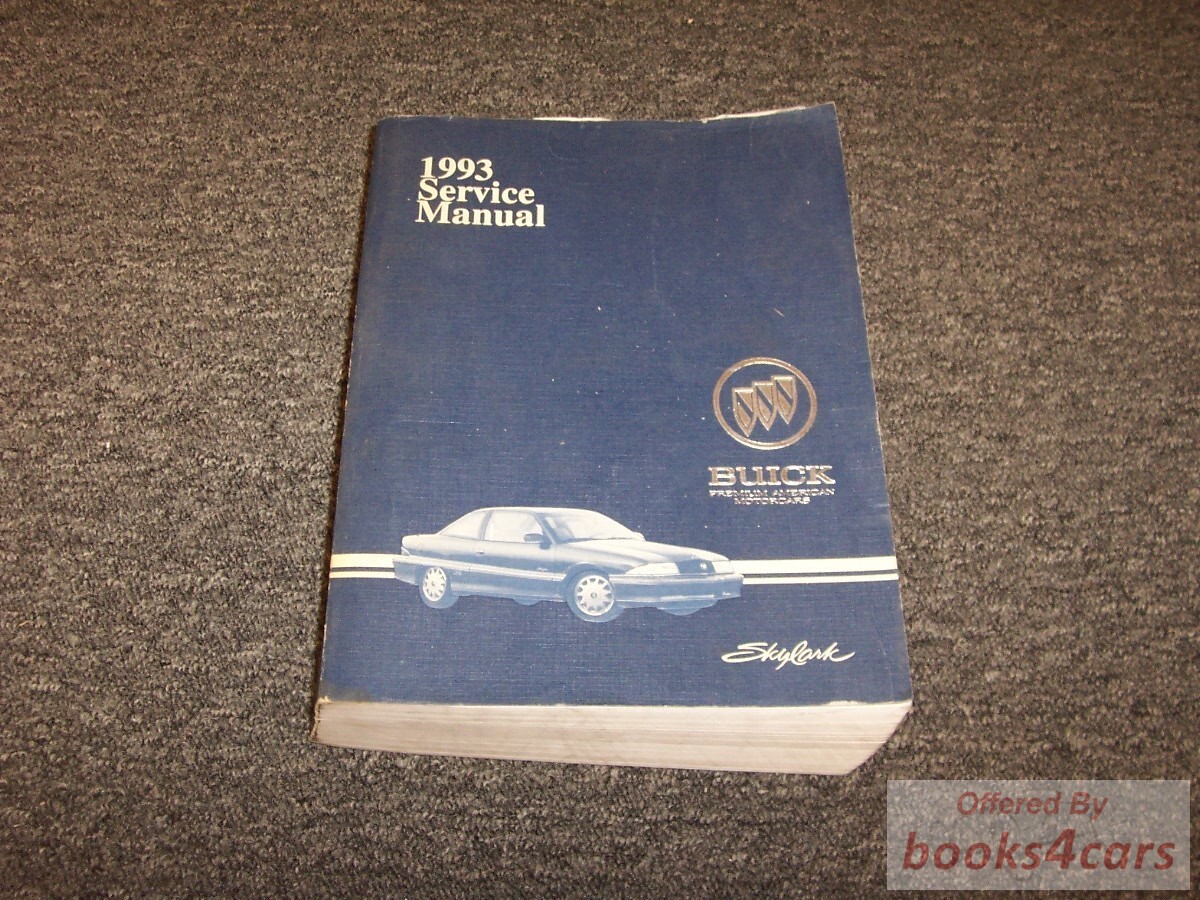 1993
Service
Manual
BUICK
PREMIUM AMERICAN
MOTORCARS
Skylark
Offered By
books4cars